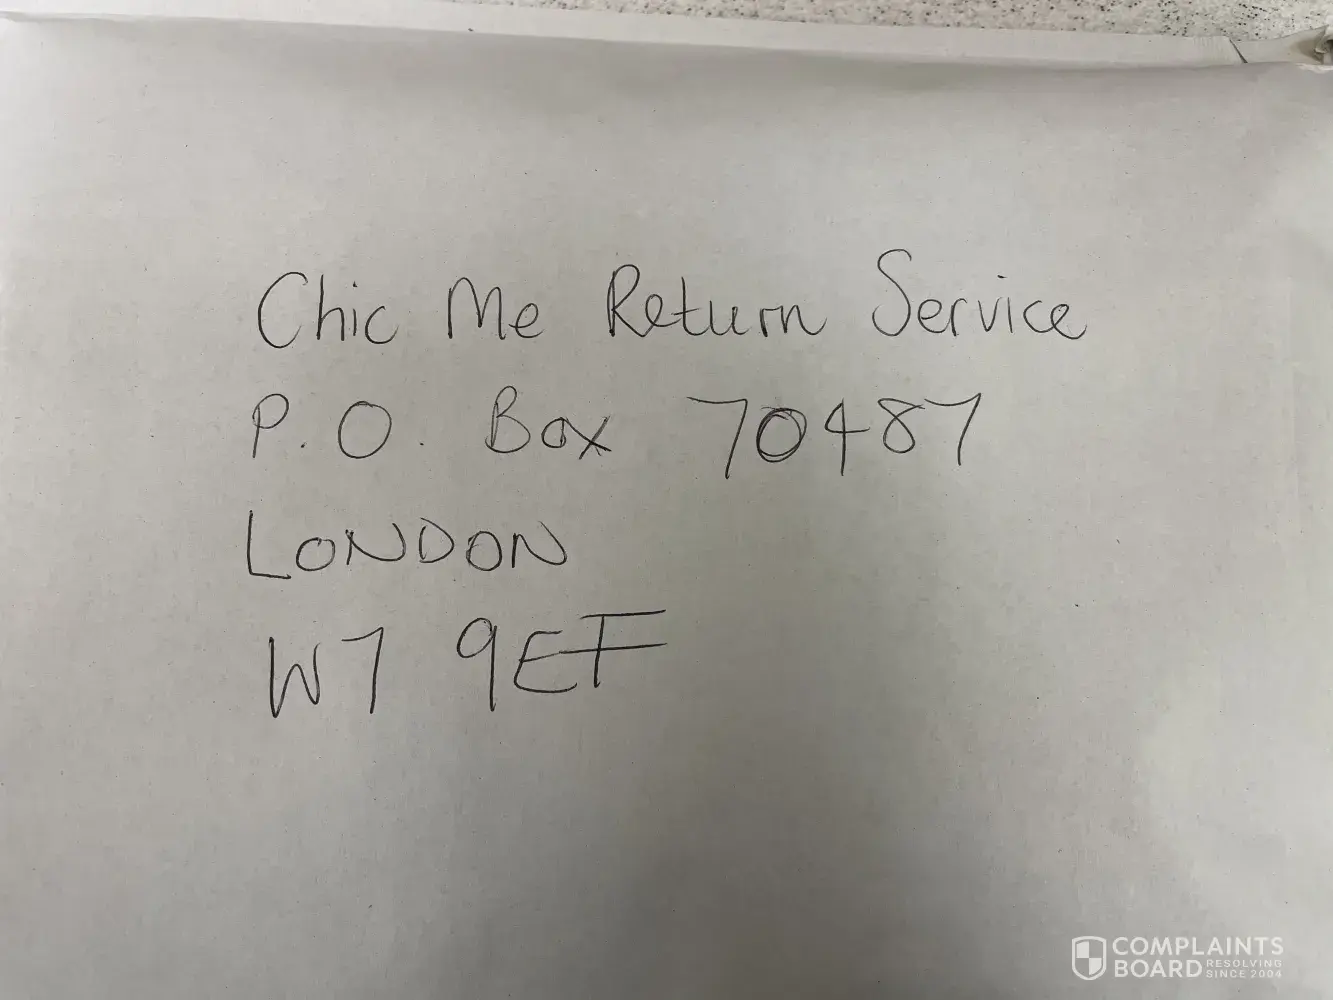 Chic Me Return Service
P.O. Box 70487
LONDON
W7 9EF
COMPLAINTS
BOARD RESOLVING
SINCE 2004